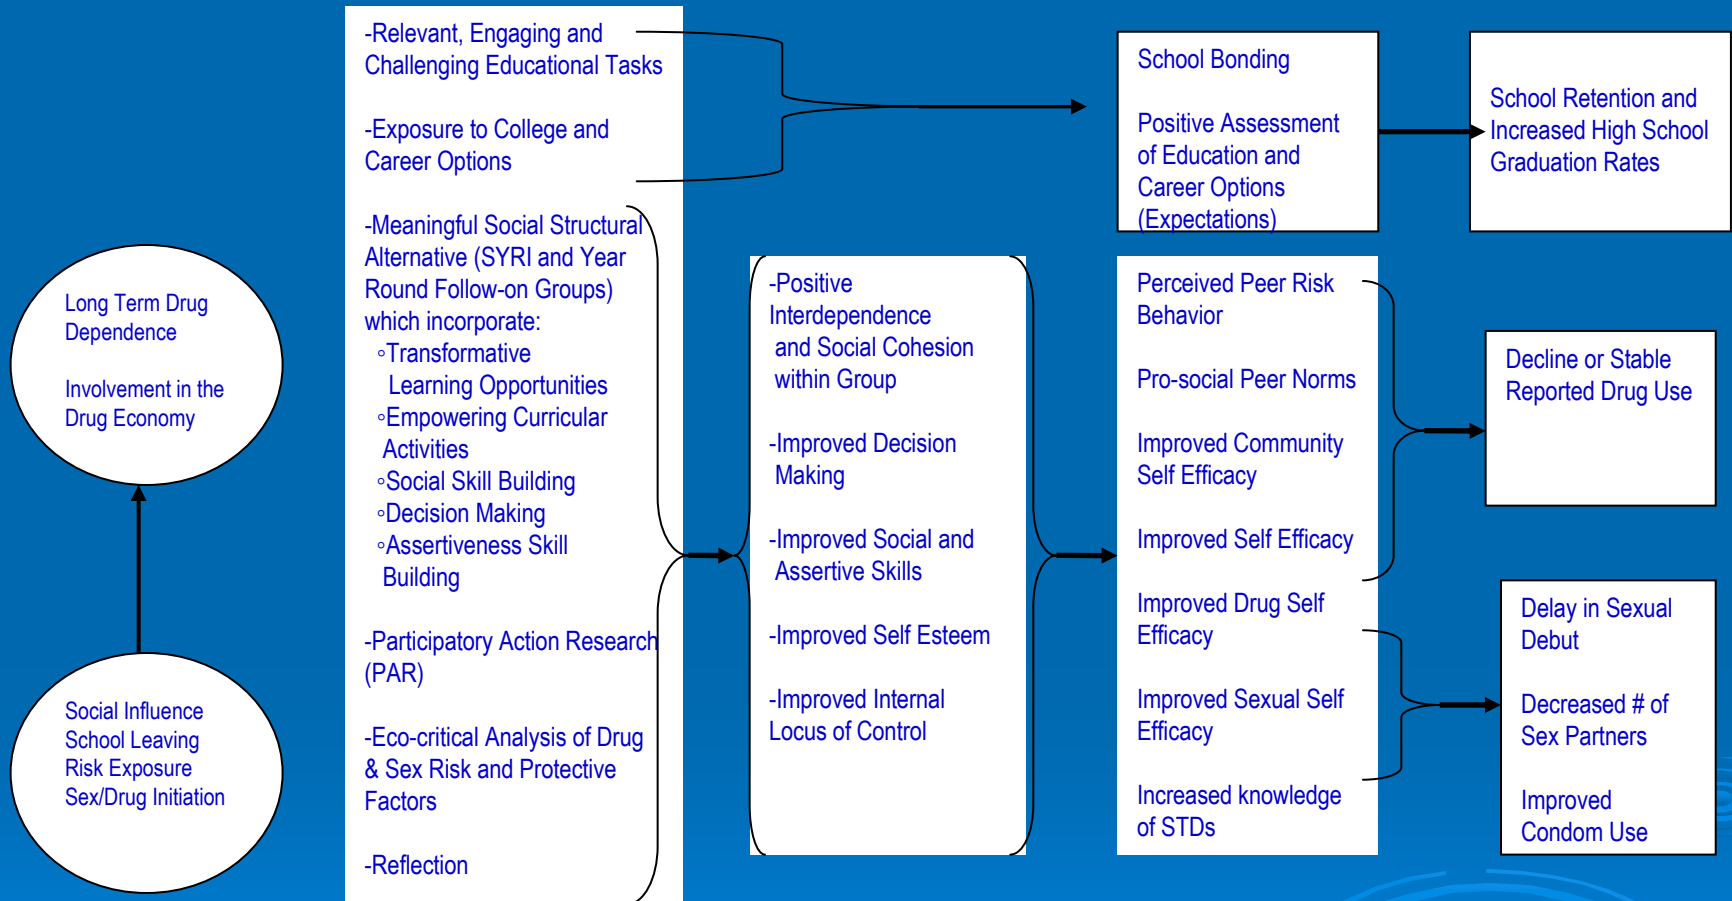 Long Term Drug
Dependence
Involvement in the
Drug Economy
Social Influence
School Leaving
Risk Exposure
Sex/Drug Initiation
-Relevant, Engaging and
Challenging Educational Tasks
-Exposure to College and
Career Options
-Meaningful Social Structural
Alternative (SYRI and Year
Round Follow-on Groups)
which incorporate:
◦Transformative
Learning Opportunities
◦Empowering Curricular
Activities
◦Social Skill Building
◦Decision Making
◦Assertiveness Skill
Building
-Participatory Action Research
(PAR)
-Eco-critical Analysis of Drug
& Sex Risk and Protective
Factors
-Reflection
-Positive
Interdependence
and Social Cohesion
within Group
-Improved Decision
Making
-Improved Social and
Assertive Skills
-Improved Self Esteem
-Improved Internal
Locus of Control
School Bonding
Positive Assessment
of Education and
Career Options
(Expectations)
Perceived Peer Risk
Behavior
Pro-social Peer Norms
Improved Community
Self Efficacy
Improved Self Efficacy
Improved Drug Self
Efficacy
Improved Sexual Self
Efficacy
Increased knowledge
of STDs
School Retention and
Increased High School
Graduation Rates
Decline or Stable
Reported Drug Use
Delay in Sexual
Debut
Decreased # of
Sex Partners
Improved
Condom Use